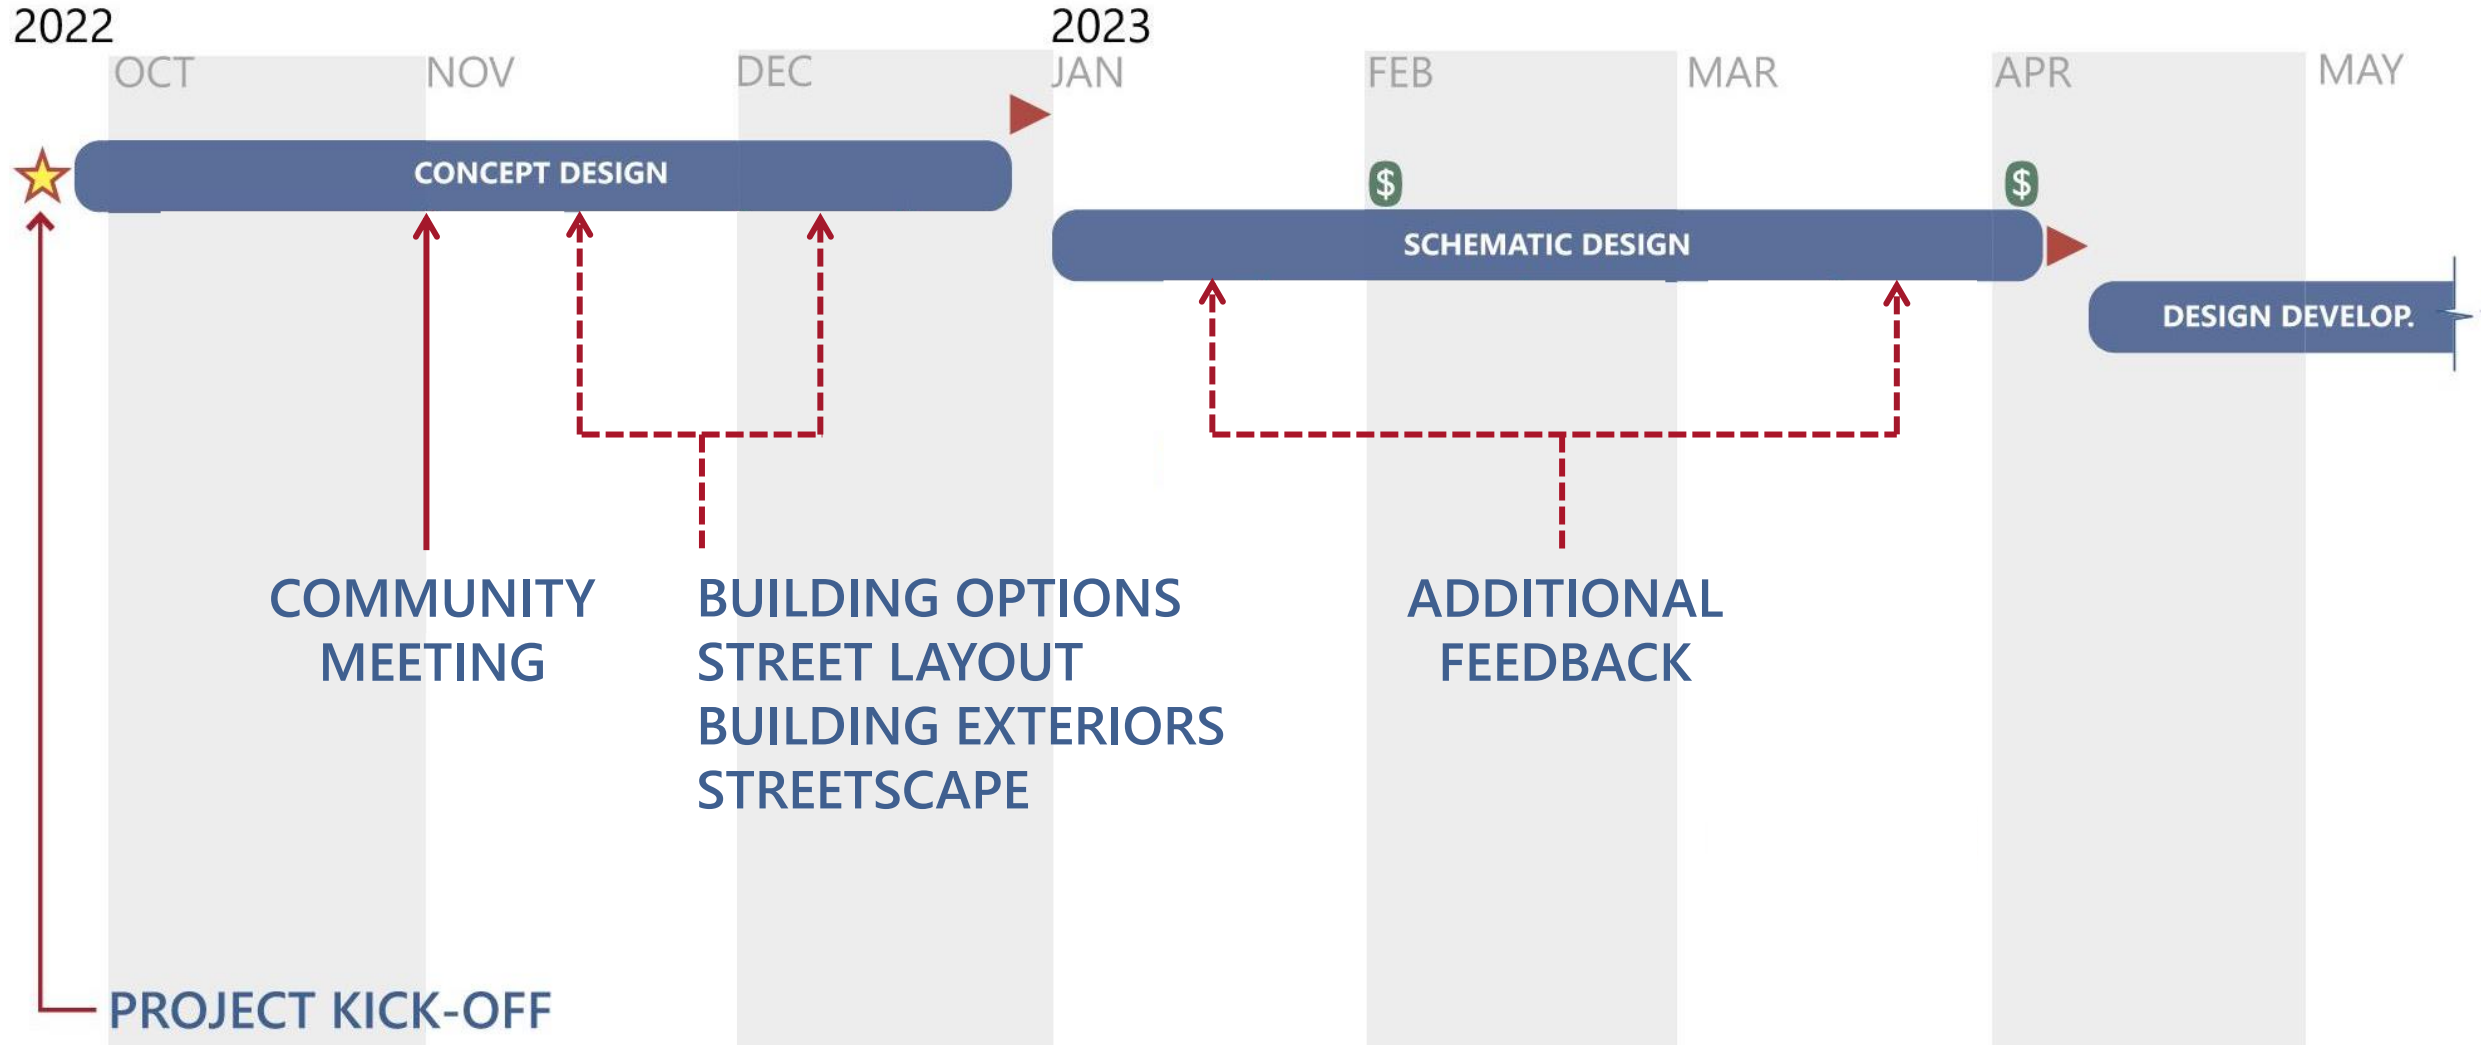 2022
2023
OCT
NOV
DEC
JAN
FEB
MAR
APR
MAY
CONCEPT DESIGN
$
$
SCHEMATIC DESIGN
DESIGN DEVELOP.
COMMUNITY
MEETING
BUILDING OPTIONS
STREET LAYOUT
BUILDING EXTERIORS
STREETSCAPE
ADDITIONAL
FEEDBACK
PROJECT KICK-OFF